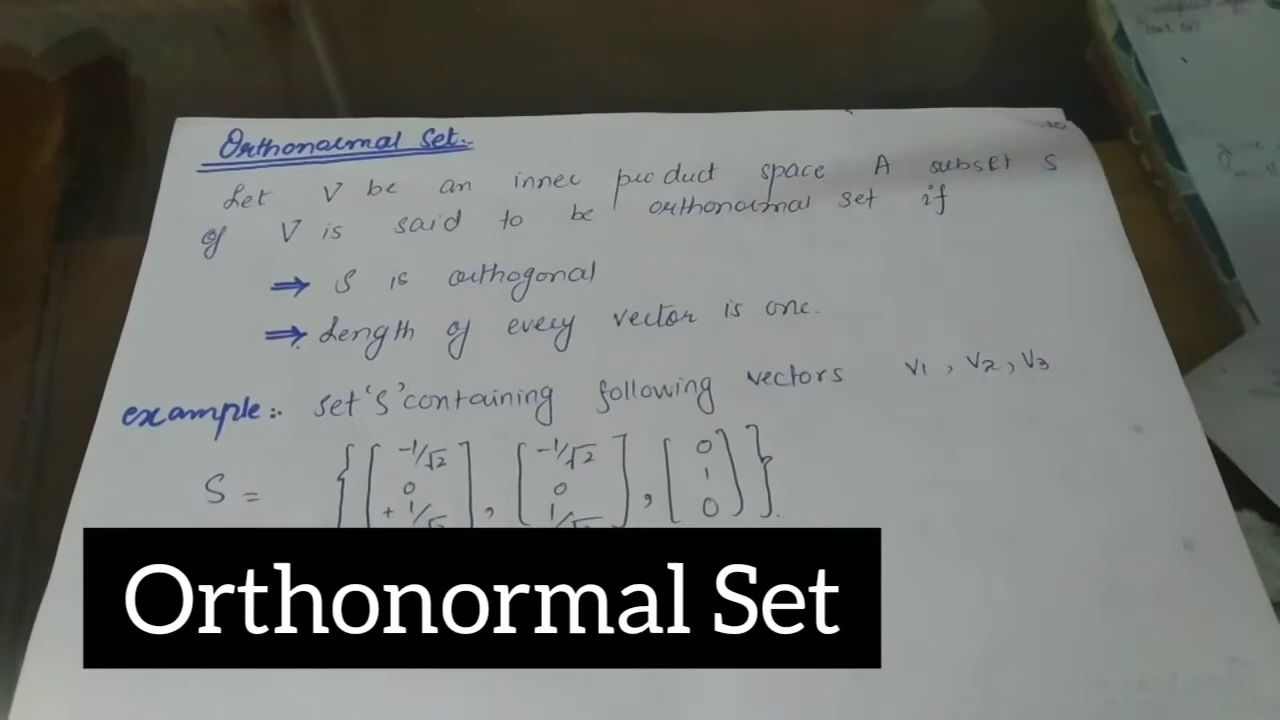 Orthonormal Set:-
Let V be an inner product space A subset S
of V is said to be orthonormal set if
⇒ S is orthogonal
⇒ Length of every vector is one.
example:- Set 'S' containing following vectors v1, v2, v3
S = {[-1/√2 0 +1/√2], [-1/√2 0 1/√2], [0 1 0]}.
Orthonormal Set